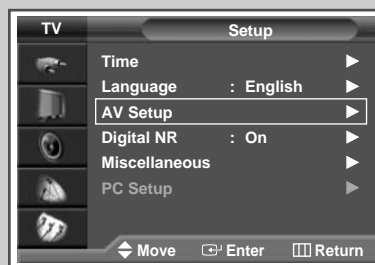 TV Setup
Time
Language : English
AV Setup
Digital NR : On
Miscellaneous
PC Setup
Move Enter Return